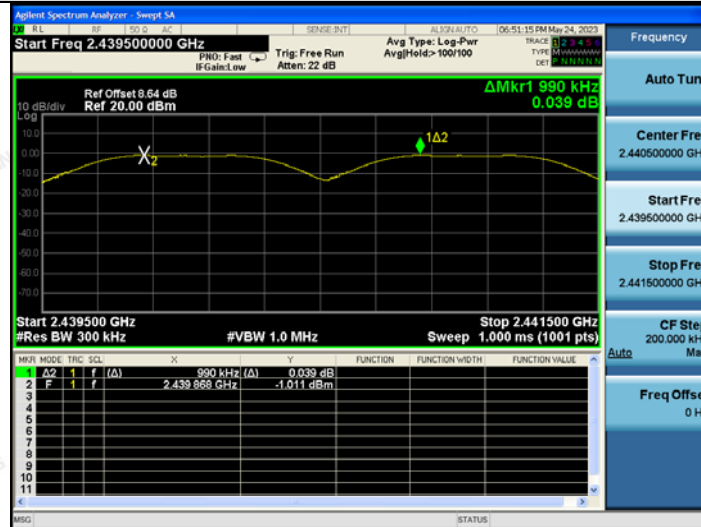 Agilent Spectrum Analyzer - Swept SA
RL RF 50 Ω AC SENSE:INT ALIGN AUTO 06:51:15 PM May 24, 2023
Start Freq 2.439500000 GHz
PNO: Fast
IFGain:Low
Trig: Free Run
Atten: 22 dB
Avg Type: Log-Pwr
Avg|Hold:>100/100
TRACE 1 2 3 4 5 6
TYPE
DET P N N N N N
ΔMkr1 990 kHz
0.039 dB
Ref Offset 8.64 dB
10 dB/div Ref 20.00 dBm
Log
10.0
0.00
-10.0
-20.0
-30.0
-40.0
-50.0
-60.0
-70.0
X2
1Δ2
Start 2.439500 GHz Stop 2.441500 GHz
#Res BW 300 kHz #VBW 1.0 MHz Sweep 1.000 ms (1001 pts)
MKR MODE TRC SCL X Y FUNCTION FUNCTION WIDTH FUNCTION VALUE
1 Δ2 1 f (Δ) 990 kHz (Δ) 0.039 dB
2 F 1 f 2.439 868 GHz -1.011 dBm
3
4
5
6
7
8
9
10
11
MSG STATUS
Frequency
Auto Tun
Center Fre
2.440500000 GH
Start Fre
2.439500000 GH
Stop Fre
2.441500000 GH
CF Ste
200.000 kH
Auto Ma
Freq Offse
0 H